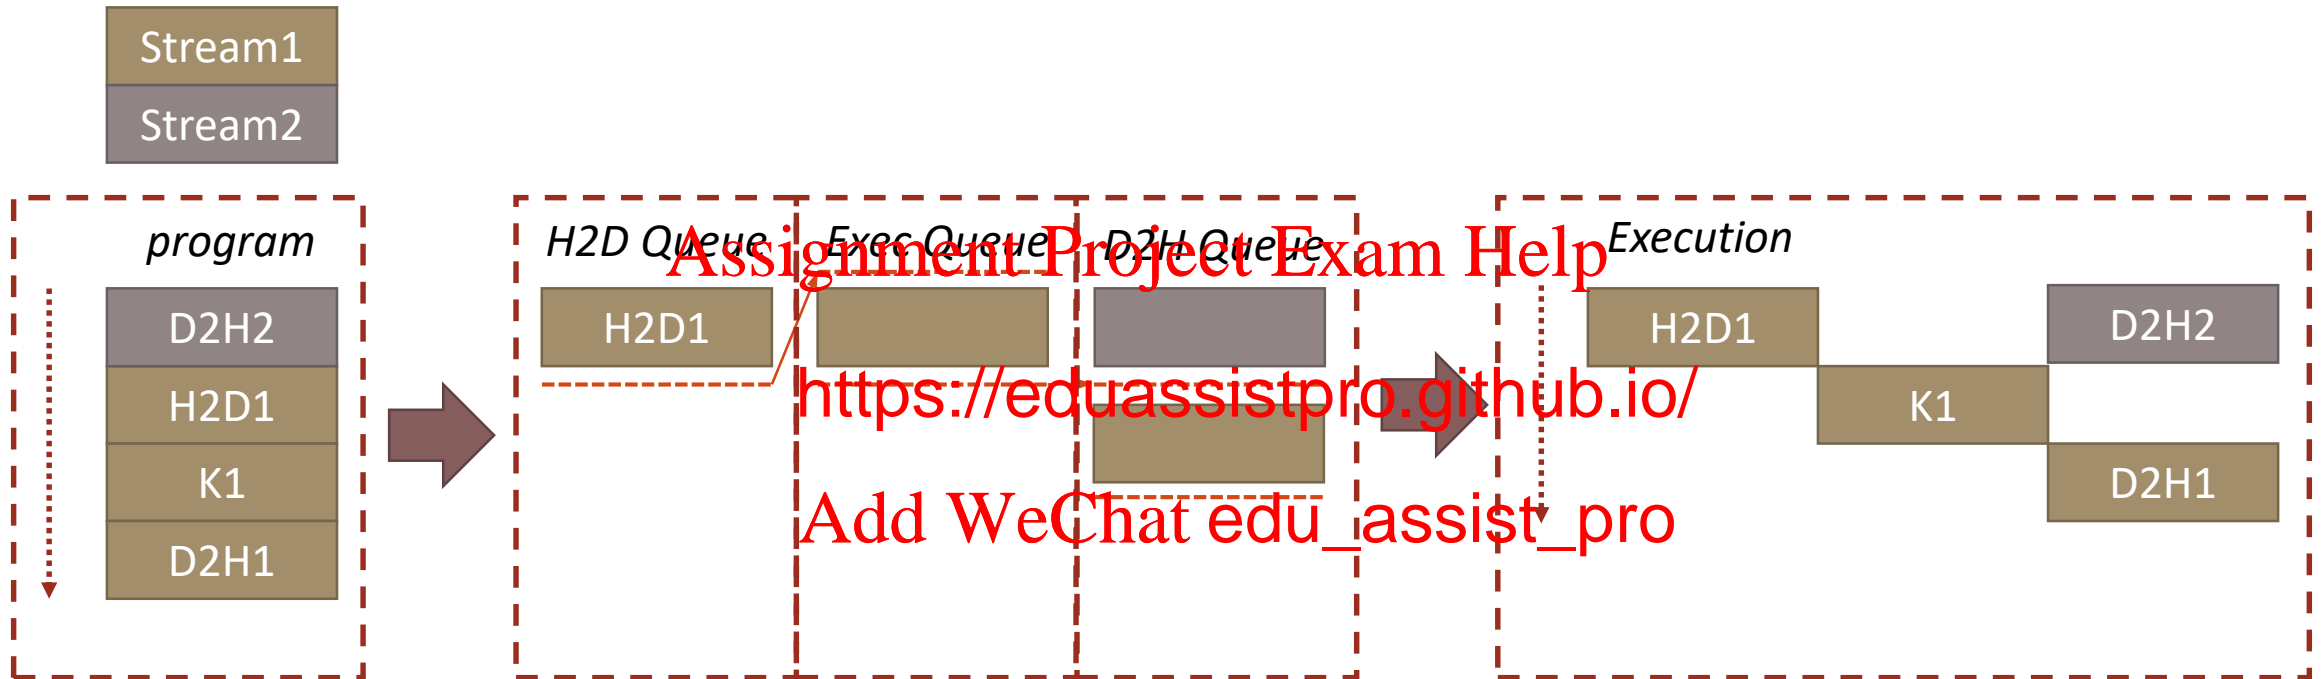 Stream1
Stream2
program
D2H2
H2D1
K1
D2H1
H2D Queue
Exec Queue
D2H Queue
H2D1
Execution
H2D1
D2H2
K1
D2H1
Assignment Project Exam Help
https://eduassistpro.github.io/
Add WeChat edu_assist_pro